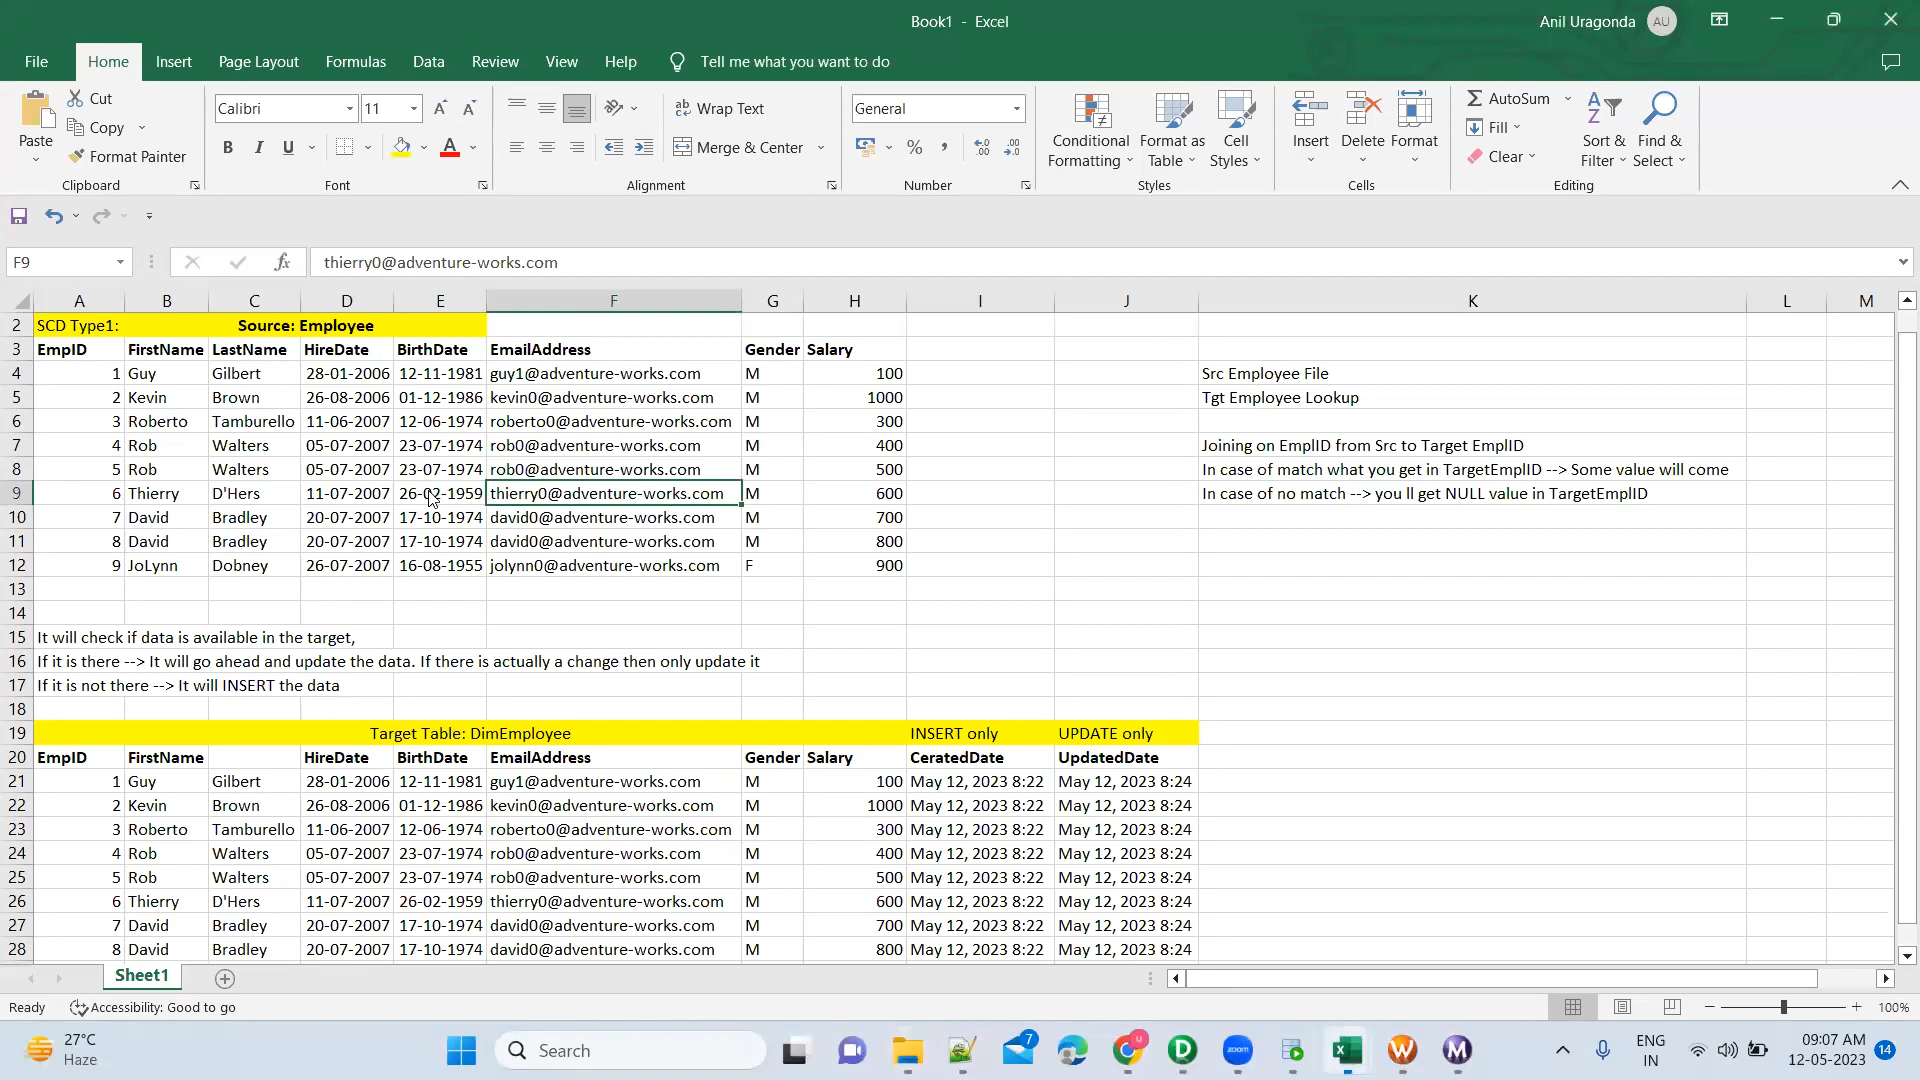 Book1 - Excel
Anil Uragonda AU
File Home Insert Page Layout Formulas Data Review View Help Tell me what you want to do
Paste
Cut
Copy
Format Painter
Clipboard
Calibri 11
B I U
Font
Wrap Text
Merge & Center
Alignment
General
% ,
Number
Conditional Formatting
Format as Table
Cell Styles
Styles
Insert Delete Format
Cells
AutoSum
Fill
Clear
Sort & Filter
Find & Select
Editing
F9 fx thierry0@adventure-works.com
A B C D E F G H I J K L M
2 SCD Type1: Source: Employee
3 EmpID FirstName LastName HireDate BirthDate EmailAddress Gender Salary
4 1 Guy Gilbert 28-01-2006 12-11-1981 guy1@adventure-works.com M 100 Src Employee File
5 2 Kevin Brown 26-08-2006 01-12-1986 kevin0@adventure-works.com M 1000 Tgt Employee Lookup
6 3 Roberto Tamburello 11-06-2007 12-06-1974 roberto0@adventure-works.com M 300
7 4 Rob Walters 05-07-2007 23-07-1974 rob0@adventure-works.com M 400 Joining on EmplID from Src to Target EmplID
8 5 Rob Walters 05-07-2007 23-07-1974 rob0@adventure-works.com M 500 In case of match what you get in TargetEmplID --> Some value will come
9 6 Thierry D'Hers 11-07-2007 26-02-1959 thierry0@adventure-works.com M 600 In case of no match --> you ll get NULL value in TargetEmplID
10 7 David Bradley 20-07-2007 17-10-1974 david0@adventure-works.com M 700
11 8 David Bradley 20-07-2007 17-10-1974 david0@adventure-works.com M 800
12 9 JoLynn Dobney 26-07-2007 16-08-1955 jolynn0@adventure-works.com F 900
13
14
15 It will check if data is available in the target,
16 If it is there --> It will go ahead and update the data. If there is actually a change then only update it
17 If it is not there --> It will INSERT the data
18
19 Target Table: DimEmployee INSERT only UPDATE only
20 EmpID FirstName HireDate BirthDate EmailAddress Gender Salary CeratedDate UpdatedDate
21 1 Guy Gilbert 28-01-2006 12-11-1981 guy1@adventure-works.com M 100 May 12, 2023 8:22 May 12, 2023 8:24
22 2 Kevin Brown 26-08-2006 01-12-1986 kevin0@adventure-works.com M 1000 May 12, 2023 8:22 May 12, 2023 8:24
23 3 Roberto Tamburello 11-06-2007 12-06-1974 roberto0@adventure-works.com M 300 May 12, 2023 8:22 May 12, 2023 8:24
24 4 Rob Walters 05-07-2007 23-07-1974 rob0@adventure-works.com M 400 May 12, 2023 8:22 May 12, 2023 8:24
25 5 Rob Walters 05-07-2007 23-07-1974 rob0@adventure-works.com M 500 May 12, 2023 8:22 May 12, 2023 8:24
26 6 Thierry D'Hers 11-07-2007 26-02-1959 thierry0@adventure-works.com M 600 May 12, 2023 8:22 May 12, 2023 8:24
27 7 David Bradley 20-07-2007 17-10-1974 david0@adventure-works.com M 700 May 12, 2023 8:22 May 12, 2023 8:24
28 8 David Bradley 20-07-2007 17-10-1974 david0@adventure-works.com M 800 May 12, 2023 8:22 May 12, 2023 8:24
Sheet1
Ready Accessibility: Good to go 100%
27°C
Haze
Search
7
ENG
IN
09:07 AM
12-05-2023
14